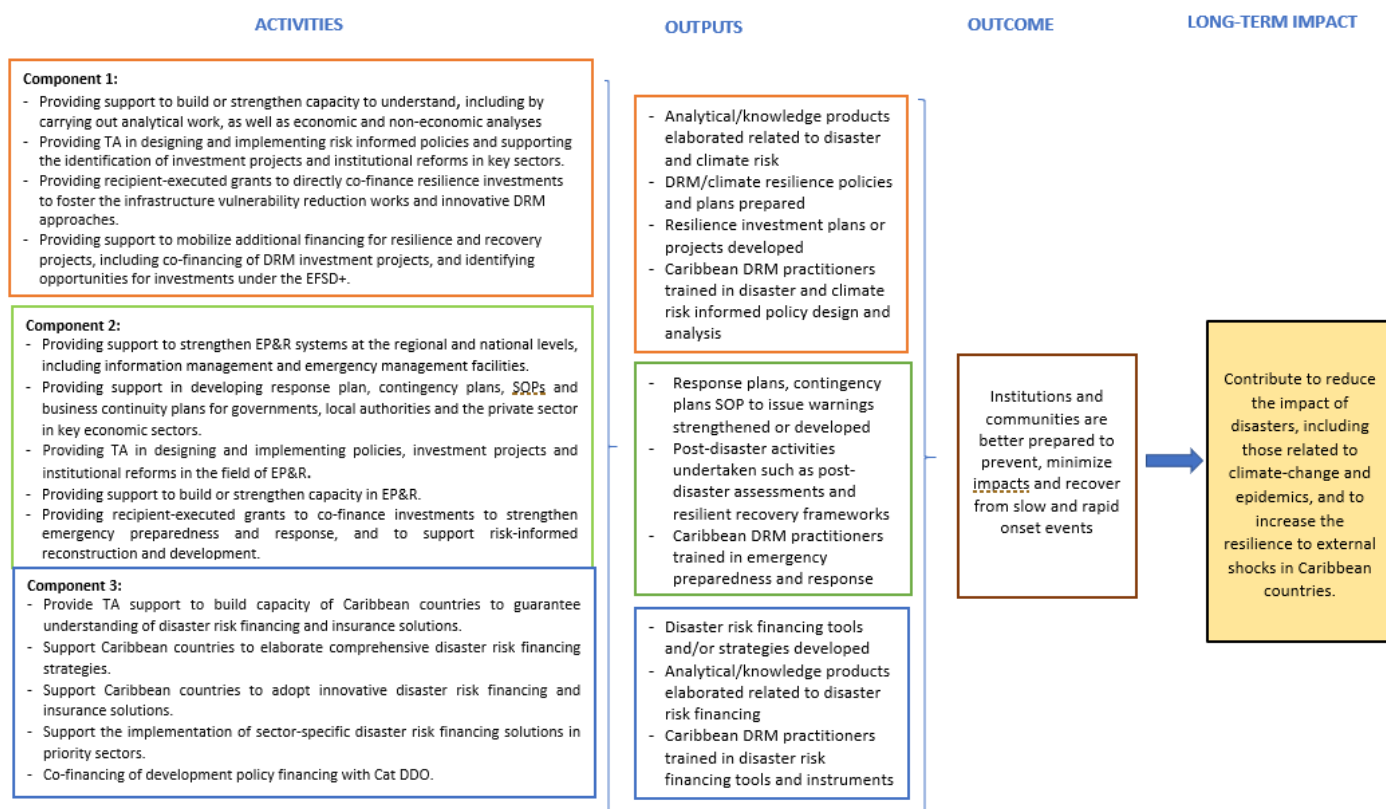 ACTIVITIES
OUTPUTS
OUTCOME
LONG-TERM IMPACT
Component 1:
- Providing support to build or strengthen capacity to understand, including by
carrying out analytical work, as well as economic and non-economic analyses
- Providing TA in designing and implementing risk informed policies and supporting
the identification of investment projects and institutional reforms in key sectors.
- Providing recipient-executed grants to directly co-finance resilience investments
to foster the infrastructure vulnerability reduction works and innovative DRM
approaches.
- Providing support to mobilize additional financing for resilience and recovery
projects, including co-financing of DRM investment projects, and identifying
opportunities for investments under the EFSD+.
Component 2:
- Providing support to strengthen EP&R systems at the regional and national levels,
including information management and emergency management facilities.
- Providing support in developing response plan, contingency plans, SOPs and
business continuity plans for governments, local authorities and the private sector
in key economic sectors.
- Providing TA in designing and implementing policies, investment projects and
institutional reforms in the field of EP&R.
- Providing support to build or strengthen capacity in EP&R.
- Providing recipient-executed grants to co-finance investments to strengthen
emergency preparedness and response, and to support risk-informed
reconstruction and development.
Component 3:
- Provide TA support to build capacity of Caribbean countries to guarantee
understanding of disaster risk financing and insurance solutions.
- Support Caribbean countries to elaborate comprehensive disaster risk financing
strategies.
- Support Caribbean countries to adopt innovative disaster risk financing and
insurance solutions.
- Support the implementation of sector-specific disaster risk financing solutions in
priority sectors.
- Co-financing of development policy financing with Cat DDO.
- Analytical/knowledge products
elaborated related to disaster
and climate risk
- DRM/climate resilience policies
and plans prepared
- Resilience investment plans or
projects developed
- Caribbean DRM practitioners
trained in disaster and climate
risk informed policy design and
analysis
- Response plans, contingency
plans SOP to issue warnings
strengthened or developed
- Post-disaster activities
undertaken such as post-
disaster assessments and
resilient recovery frameworks
- Caribbean DRM practitioners
trained in emergency
preparedness and response
- Disaster risk financing tools
and/or strategies developed
- Analytical/knowledge products
elaborated related to disaster
risk financing
- Caribbean DRM practitioners
trained in disaster risk
financing tools and instruments
Institutions and
communities are
better prepared to
prevent, minimize
impacts and recover
from slow and rapid
onset events
Contribute to reduce
the impact of
disasters, including
those related to
climate-change and
epidemics, and to
increase the
resilience to external
shocks in Caribbean
countries.